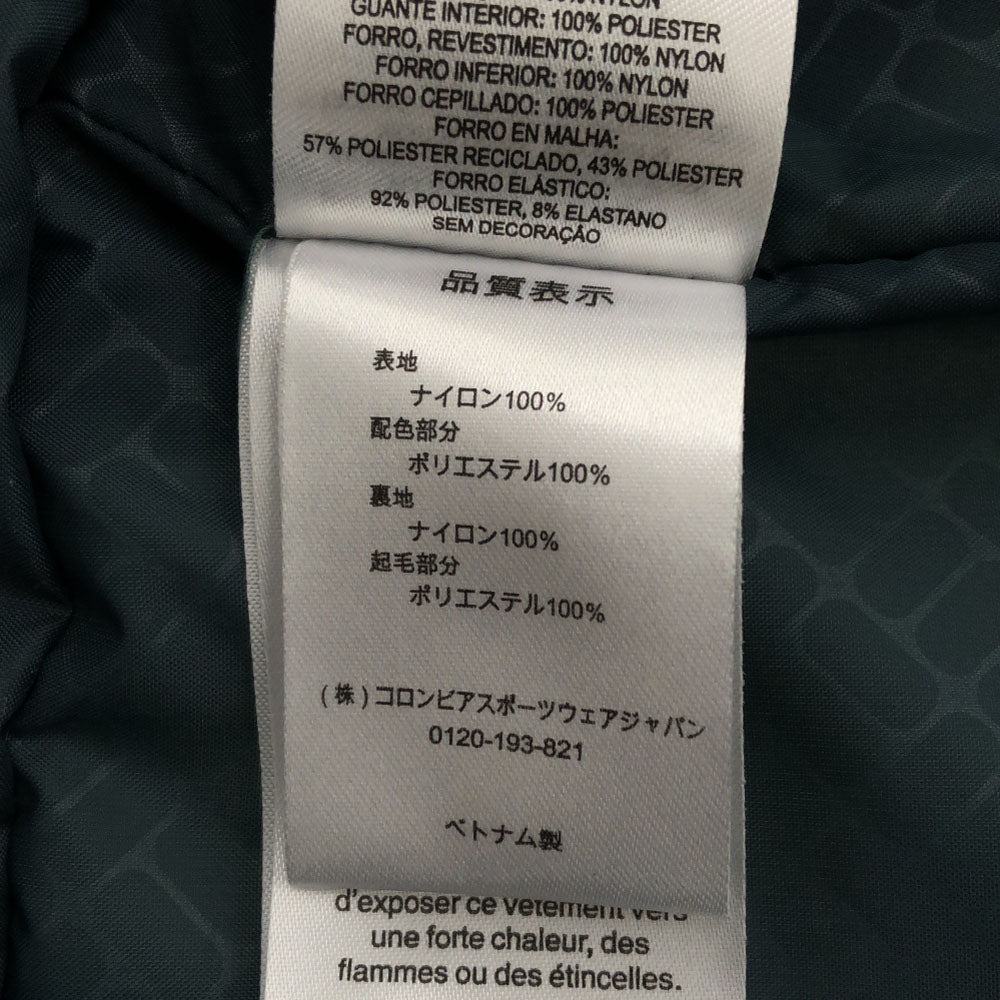 NYLON
GUANTE INTERIOR: 100% POLIESTER
FORRO, REVESTIMENTO: 100% NYLON
FORRO INFERIOR: 100% NYLON
FORRO CEPILLADO: 100% POLIESTER
FORRO EN MALHA:
57% POLIESTER RECICLADO, 43% POLIESTER
FORRO ELÁSTICO:
92% POLIESTER, 8% ELASTANO
SEM DECORAÇÃO
品質表示
表地
ナイロン100%
配色部分
ポリエステル100%
裏地
ナイロン100%
起毛部分
ポリエステル100%
(株)コロンビアスポーツウェアジャパン
0120-193-821
ベトナム製
d'exposer ce vêtement vers
une forte chaleur, des
flammes ou des étincelles.